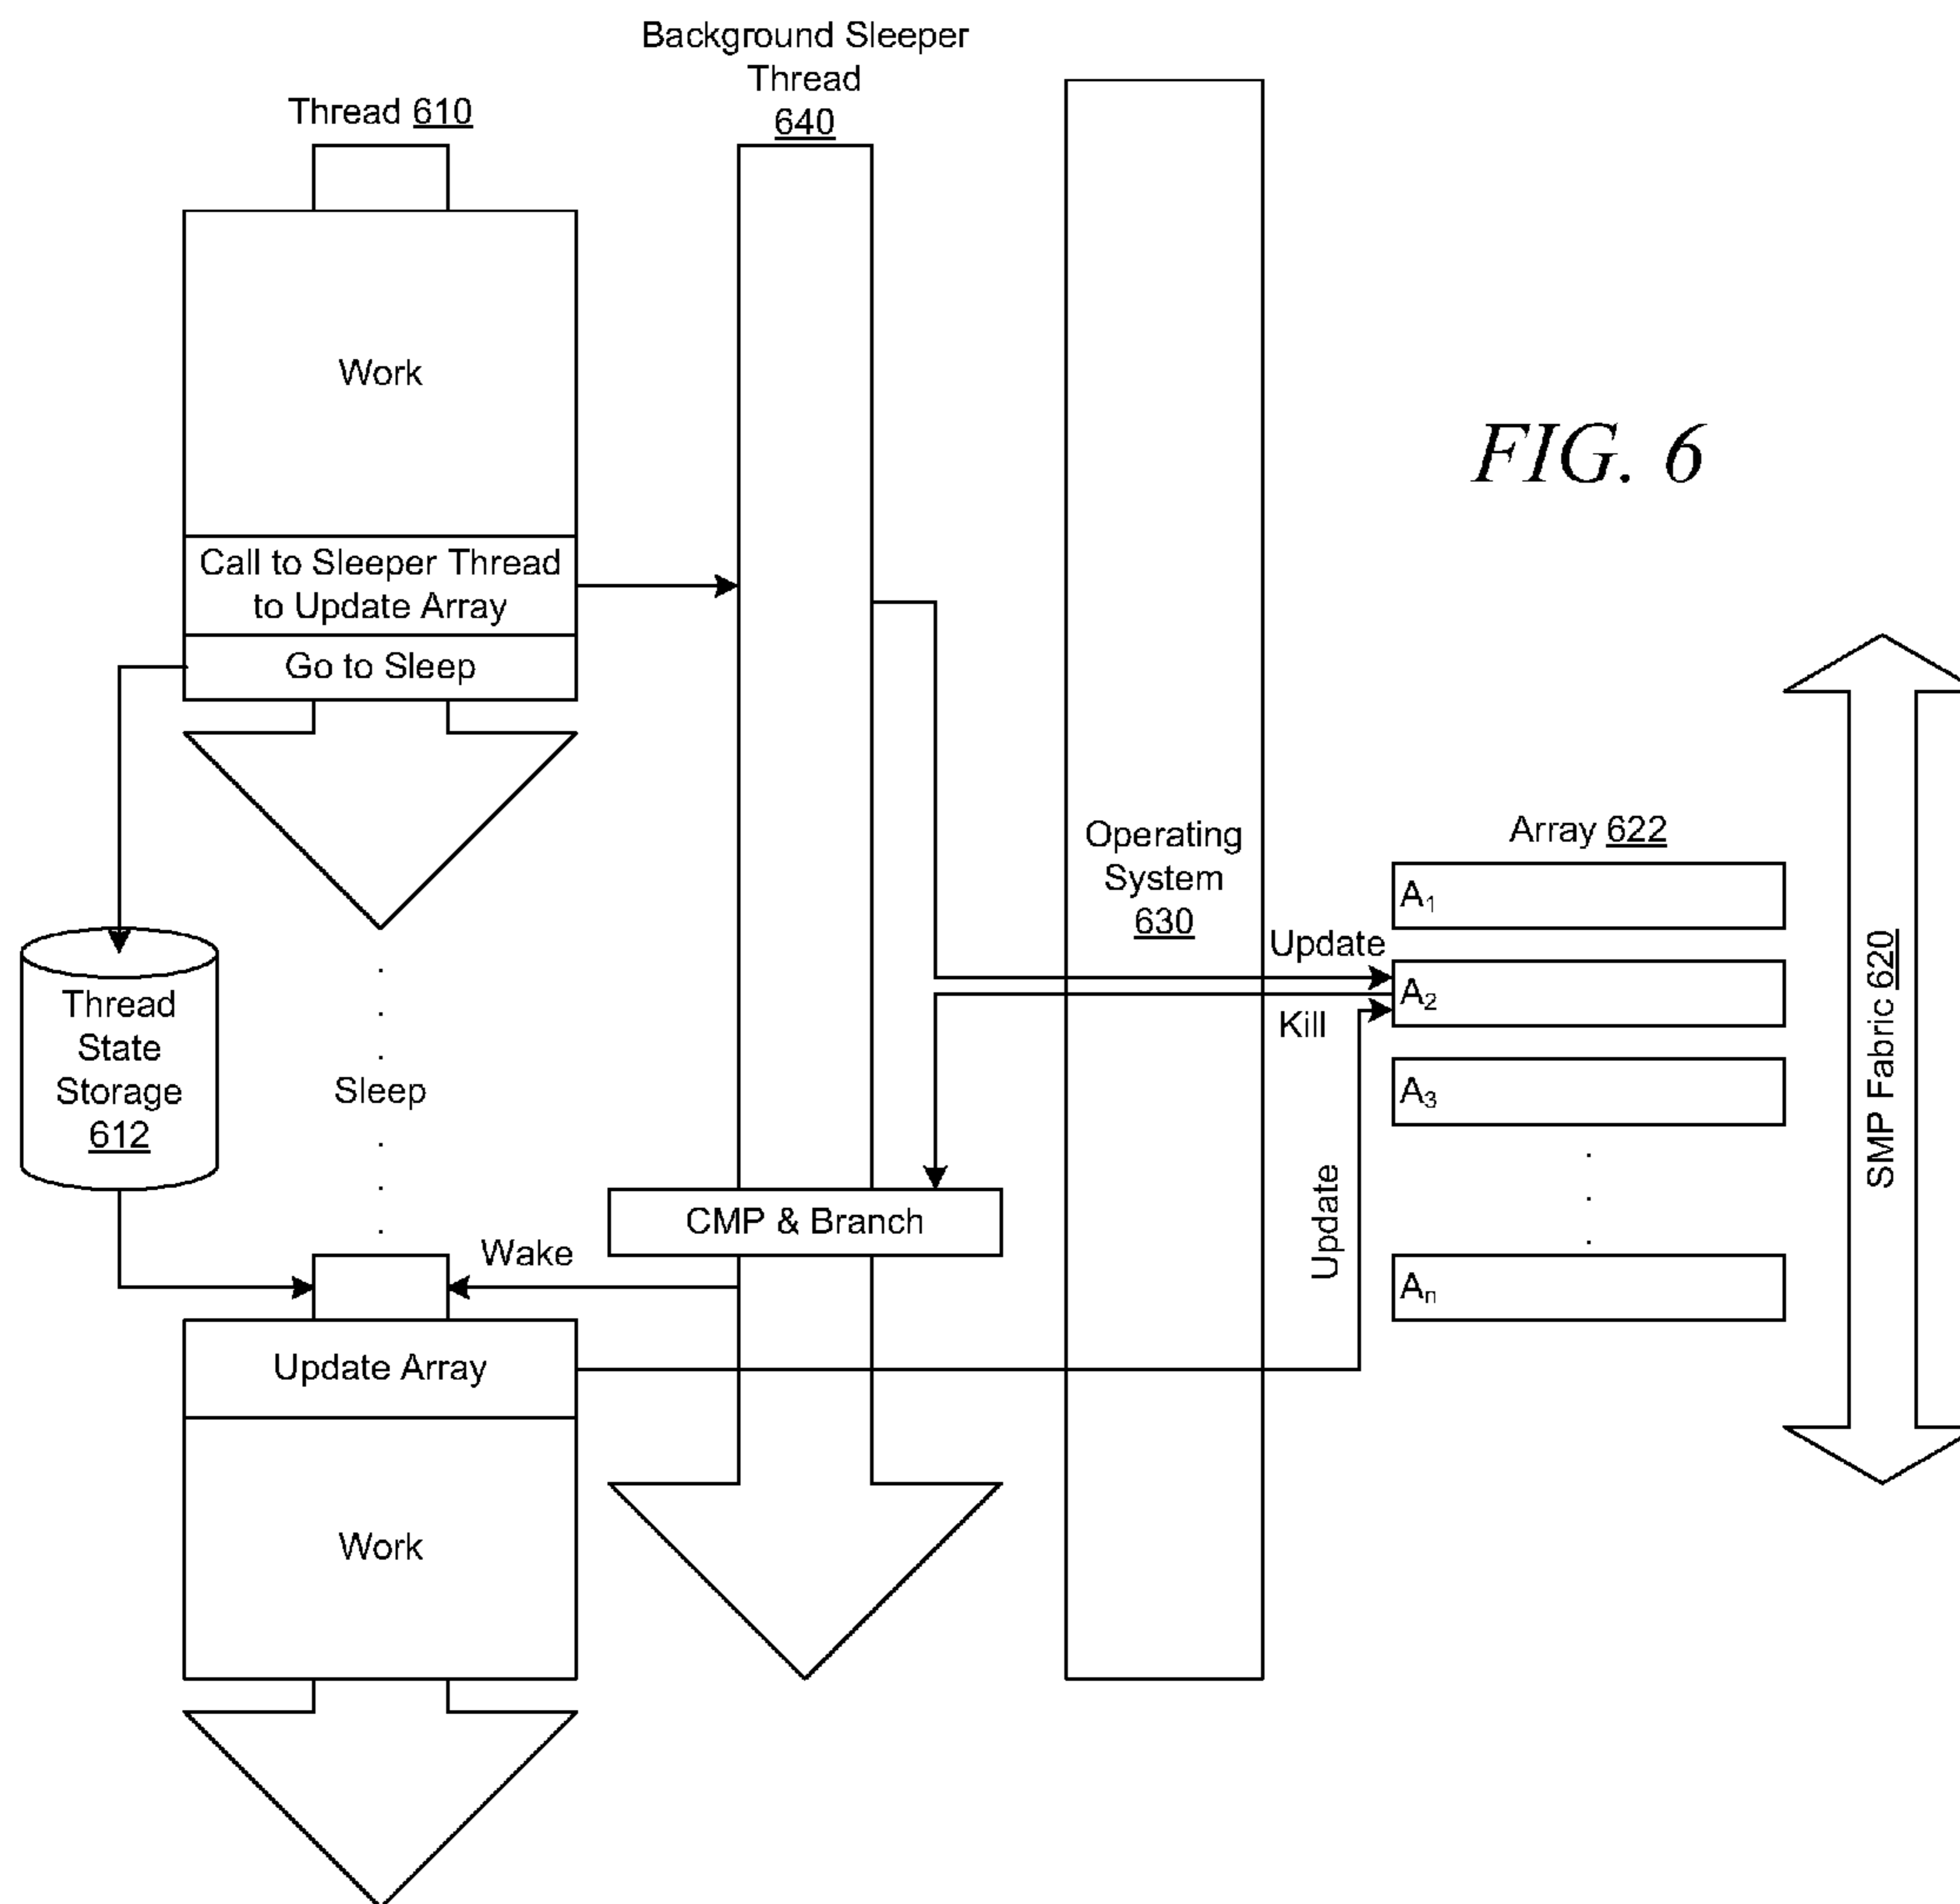 Background Sleeper
Thread
640
Thread 610
Work
FIG. 6
Call to Sleeper Thread
to Update Array
Go to Sleep
Operating
System
630
Array 622
A1
Update
A2
Kill
A3
Thread
State
Storage
612
Sleep
SMP Fabric 620
Update
CMP & Branch
Wake
An
Update Array
Work